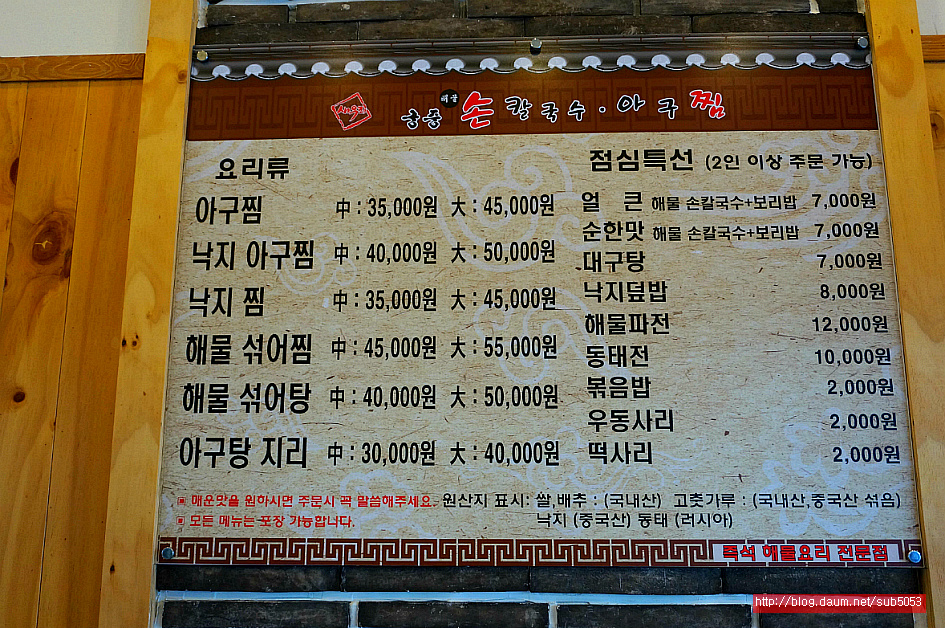 궁중 해물 손칼국수·아구찜
요리류
아구찜 中 : 35,000원 大 : 45,000원
낙지 아구찜 中 : 40,000원 大 : 50,000원
낙지 찜 中 : 35,000원 大 : 45,000원
해물 섞어찜 中 : 45,000원 大 : 55,000원
해물 섞어탕 中 : 40,000원 大 : 50,000원
아구탕 지리 中 : 30,000원 大 : 40,000원
점심특선 (2인 이상 주문 가능)
얼 큰 해물 손칼국수+보리밥 7,000원
순한맛 해물 손칼국수+보리밥 7,000원
대구탕 7,000원
낙지덮밥 8,000원
해물파전 12,000원
동태전 10,000원
볶음밥 2,000원
우동사리 2,000원
떡사리 2,000원
매운맛을 원하시면 주문시 꼭 말씀해주세요.
모든 메뉴는 포장 가능합니다.
원산지 표시: 쌀,배추 : (국내산) 고춧가루 : (국내산,중국산 섞음)
낙지 (중국산) 동태 (러시아)
즉석 해물요리 전문점
http://blog.daum.net/sub5053